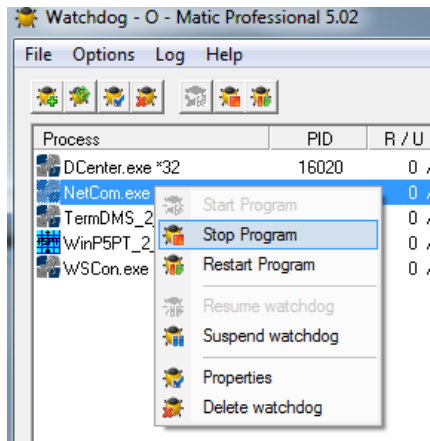 Watchdog - O - Matic Professional 5.02
File Options Log Help
Process PID R / U
DCenter.exe *32 16020 0
NetCom.exe 0
Start Program
TermDMS_2 0
Stop Program
WinP5PT_2_ 0
Restart Program
WSCon.exe 0
Resume watchdog
Suspend watchdog
Properties
Delete watchdog